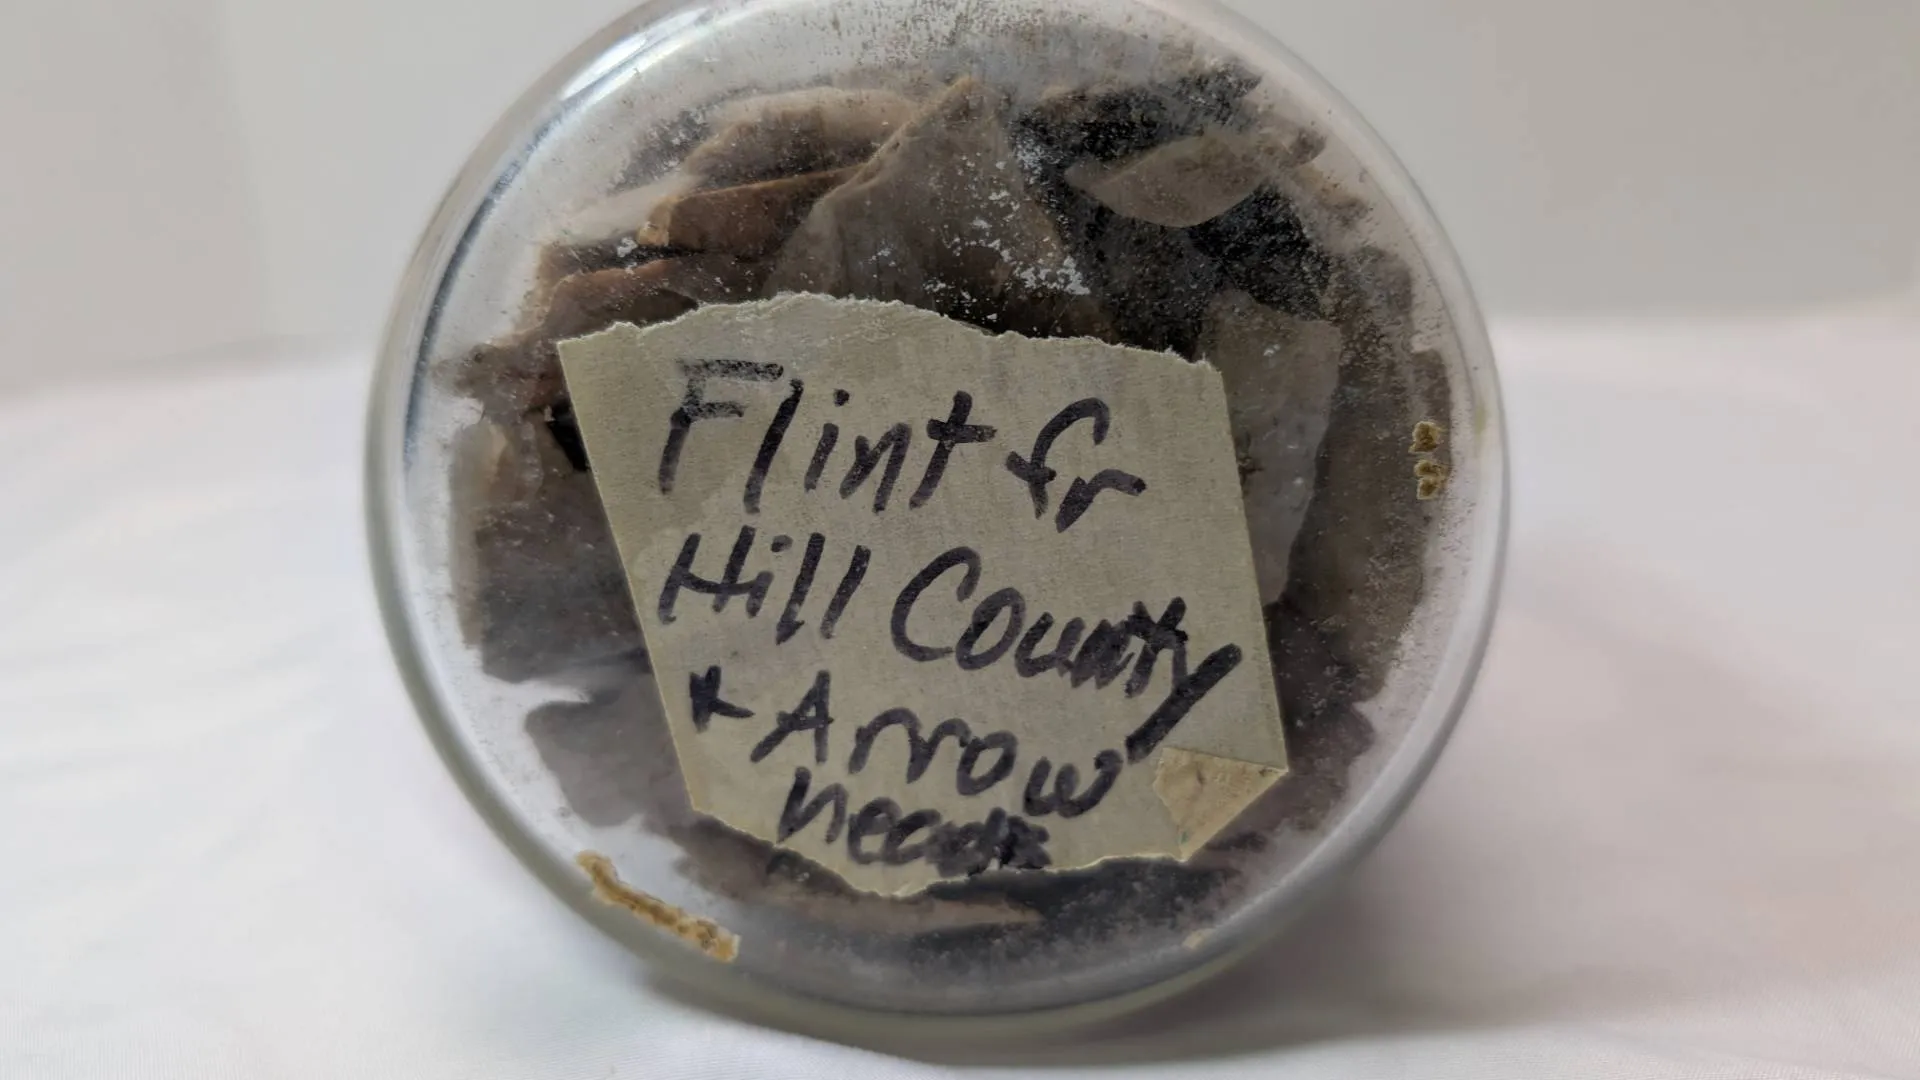 Flint fr
Hill County
* Arrow
heads